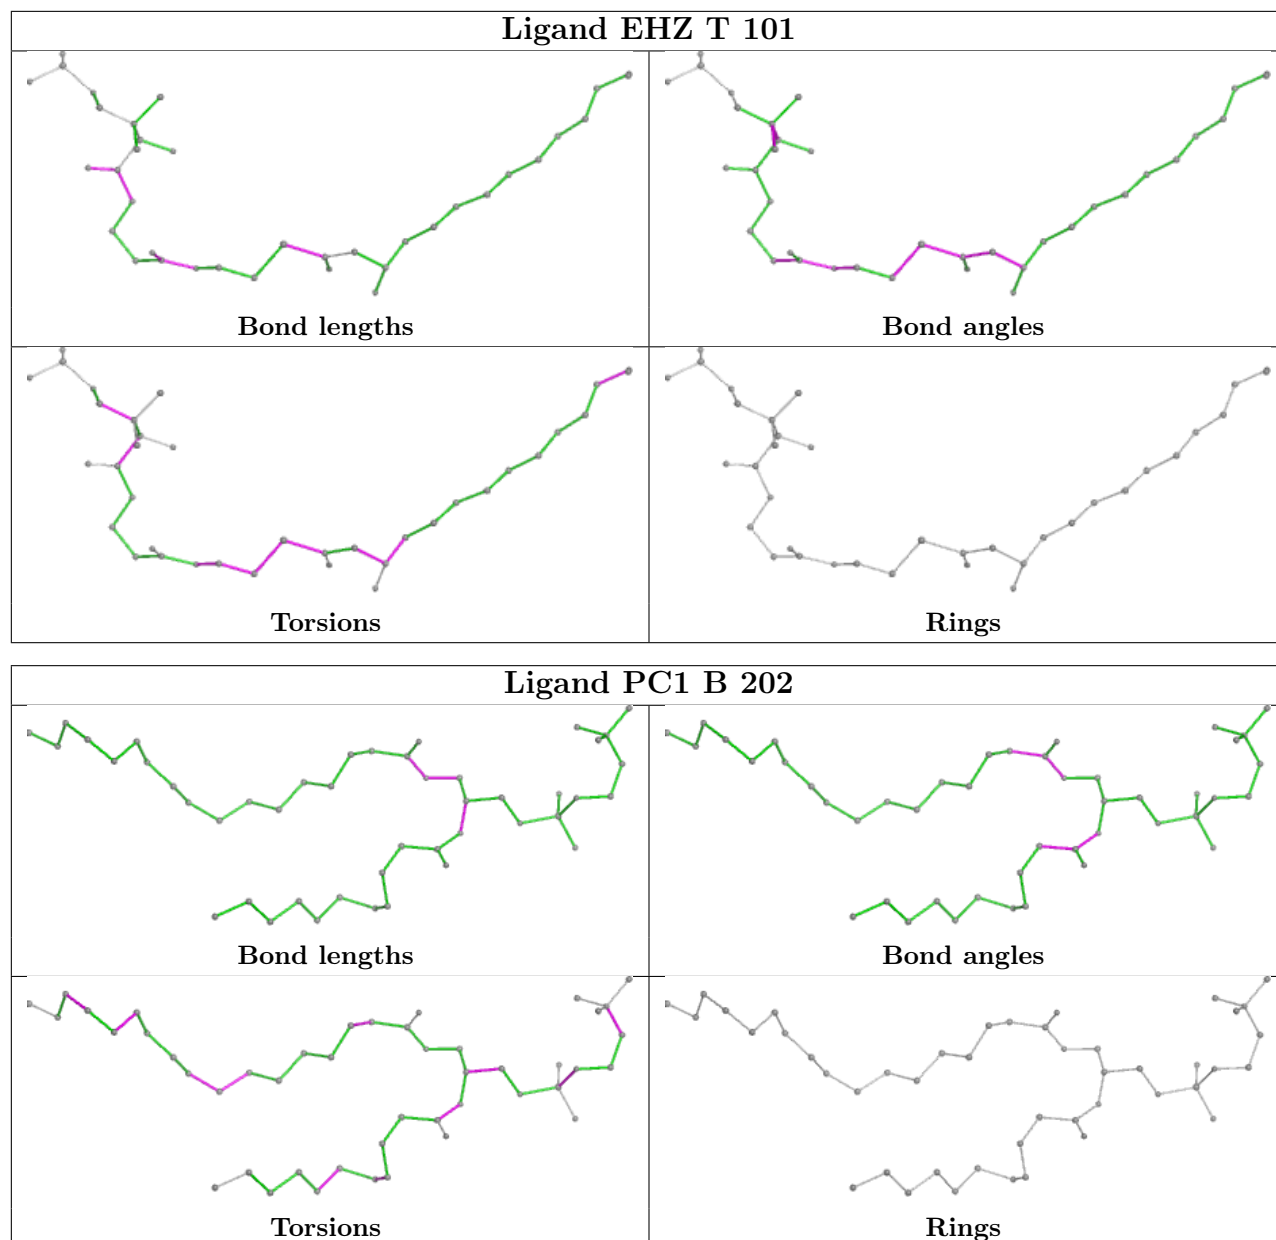 Ligand EHZ T 101
Bond lengths
Bond angles
Torsions
Rings
Ligand PC1 B 202
Bond lengths
Bond angles
Torsions
Rings